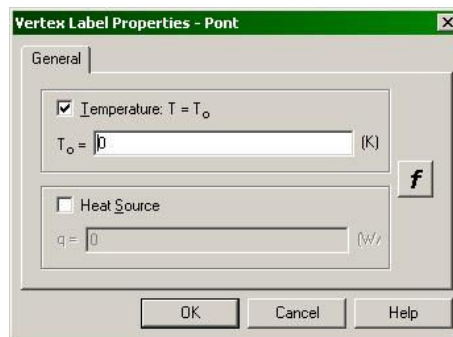 Vertex Label Properties - Pont
General
Temperature: T = To
To = 0 (K)
f
Heat Source
q = 0 (W/
OK Cancel Help